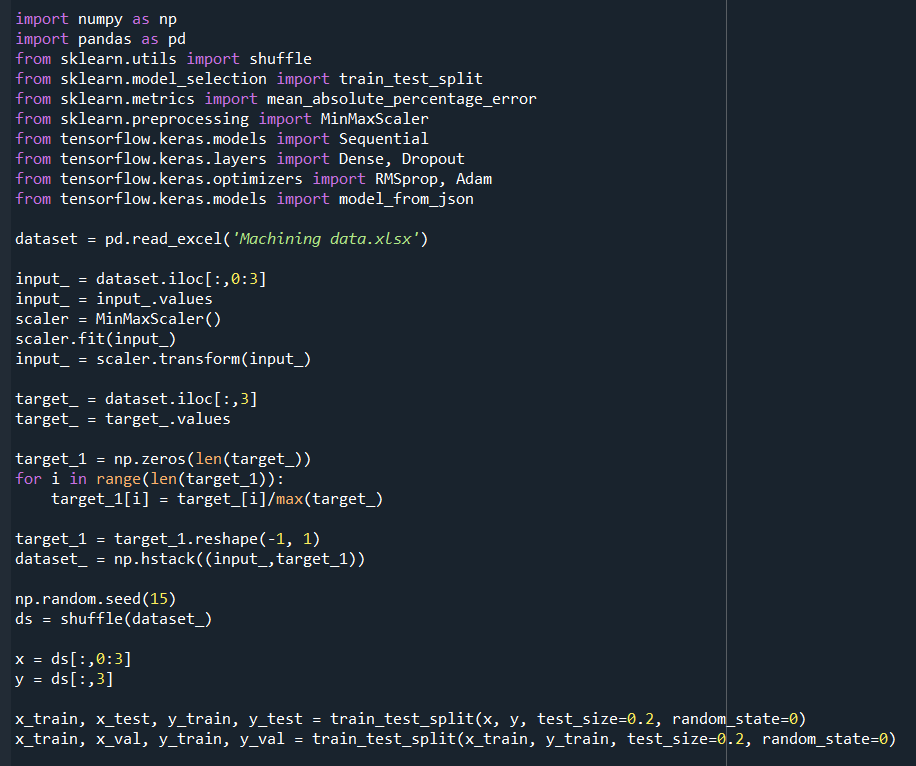 import numpy as np
import pandas as pd
from sklearn.utils import shuffle
from sklearn.model_selection import train_test_split
from sklearn.metrics import mean_absolute_percentage_error
from sklearn.preprocessing import MinMaxScaler
from tensorflow.keras.models import Sequential
from tensorflow.keras.layers import Dense, Dropout
from tensorflow.keras.optimizers import RMSprop, Adam
from tensorflow.keras.models import model_from_json

dataset = pd.read_excel('Machining data.xlsx')

input_ = dataset.iloc[:,0:3]
input_ = input_.values
scaler = MinMaxScaler()
scaler.fit(input_)
input_ = scaler.transform(input_)

target_ = dataset.iloc[:,3]
target_ = target_.values

target_1 = np.zeros(len(target_))
for i in range(len(target_1)):
    target_1[i] = target_[i]/max(target_)

target_1 = target_1.reshape(-1, 1)
dataset_ = np.hstack((input_,target_1))

np.random.seed(15)
ds = shuffle(dataset_)

x = ds[:,0:3]
y = ds[:,3]

x_train, x_test, y_train, y_test = train_test_split(x, y, test_size=0.2, random_state=0)
x_train, x_val, y_train, y_val = train_test_split(x_train, y_train, test_size=0.2, random_state=0)